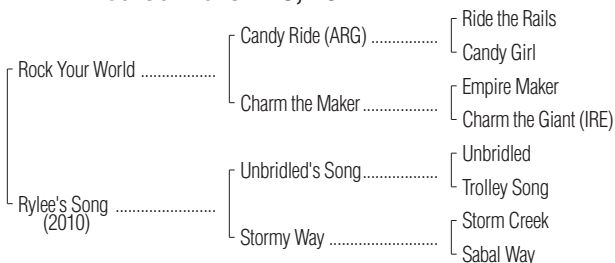 Rock Your World ..................
Rylee's Song ........................
(2010)
Candy Ride (ARG) ................
Charm the Maker ..................
Unbridled's Song..................
Stormy Way ..........................
Ride the Rails
Candy Girl
Empire Maker
Charm the Giant (IRE)
Unbridled
Trolley Song
Storm Creek
Sabal Way